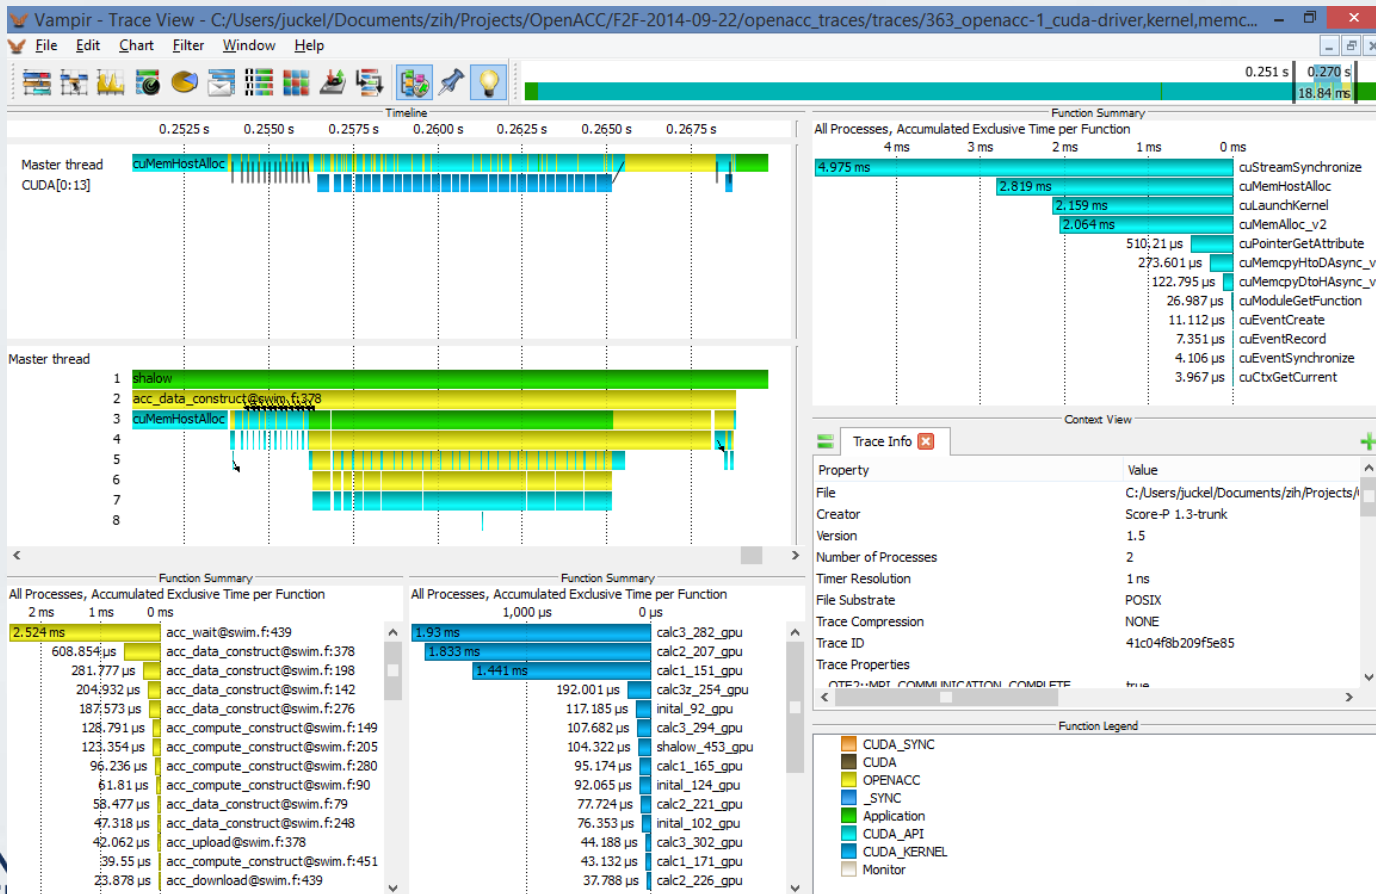 Vampir - Trace View - C:/Users/juckel/Documents/zih/Projects/OpenACC/F2F-2014-09-22/openacc_traces/traces/363_openacc-1_cuda-driver,kernel,memc...
File Edit Chart Filter Window Help
0.251 s 0.270 s
18.84 ms
Timeline
0.2525 s 0.2550 s 0.2575 s 0.2600 s 0.2625 s 0.2650 s 0.2675 s
Master thread cuMemHostAlloc
CUDA[0:13]
Master thread
1 shalow
2 acc_data_construct@swim.f:378
3 cuMemHostAlloc
4
5
6
7
8
Function Summary
All Processes, Accumulated Exclusive Time per Function
4 ms 3 ms 2 ms 1 ms 0 ms
4.975 ms cuStreamSynchronize
2.819 ms cuMemHostAlloc
2.159 ms cuLaunchKernel
2.064 ms cuMemAlloc_v2
510.21 µs cuPointerGetAttribute
273.601 µs cuMemcpyHtoDAsync_v
122.795 µs cuMemcpyDtoHAsync_v
26.987 µs cuModuleGetFunction
11.112 µs cuEventCreate
7.351 µs cuEventRecord
4.106 µs cuEventSynchronize
3.967 µs cuCtxGetCurrent
Context View
Trace Info
Property Value
File C:/Users/juckel/Documents/zih/Projects/
Creator Score-P 1.3-trunk
Version 1.5
Number of Processes 2
Timer Resolution 1 ns
File Substrate POSIX
Trace Compression NONE
Trace ID 41c04f8b209f5e85
Trace Properties
OTF2::MPI_COMMUNICATION_COMPLETE true
Function Summary
All Processes, Accumulated Exclusive Time per Function
2 ms 1 ms 0 ms
2.524 ms acc_wait@swim.f:439
608.854 µs acc_data_construct@swim.f:378
281.777 µs acc_data_construct@swim.f:198
204.932 µs acc_data_construct@swim.f:142
187.573 µs acc_data_construct@swim.f:276
128.791 µs acc_compute_construct@swim.f:149
123.354 µs acc_compute_construct@swim.f:205
96.236 µs acc_compute_construct@swim.f:280
61.81 µs acc_compute_construct@swim.f:90
58.477 µs acc_data_construct@swim.f:79
47.318 µs acc_data_construct@swim.f:248
42.062 µs acc_upload@swim.f:378
39.55 µs acc_compute_construct@swim.f:451
23.878 µs acc_download@swim.f:439
Function Summary
All Processes, Accumulated Exclusive Time per Function
1,000 µs 0 µs
1.93 ms calc3_282_gpu
1.833 ms calc2_207_gpu
1.441 ms calc1_151_gpu
192.001 µs calc3z_254_gpu
117.185 µs inital_92_gpu
107.682 µs calc3_294_gpu
104.322 µs shalow_453_gpu
95.174 µs calc1_165_gpu
92.065 µs inital_124_gpu
77.724 µs calc2_221_gpu
76.353 µs inital_102_gpu
44.188 µs calc3_302_gpu
43.132 µs calc1_171_gpu
37.788 µs calc2_226_gpu
Function Legend
CUDA_SYNC
CUDA
OPENACC
_SYNC
Application
CUDA_API
CUDA_KERNEL
Monitor